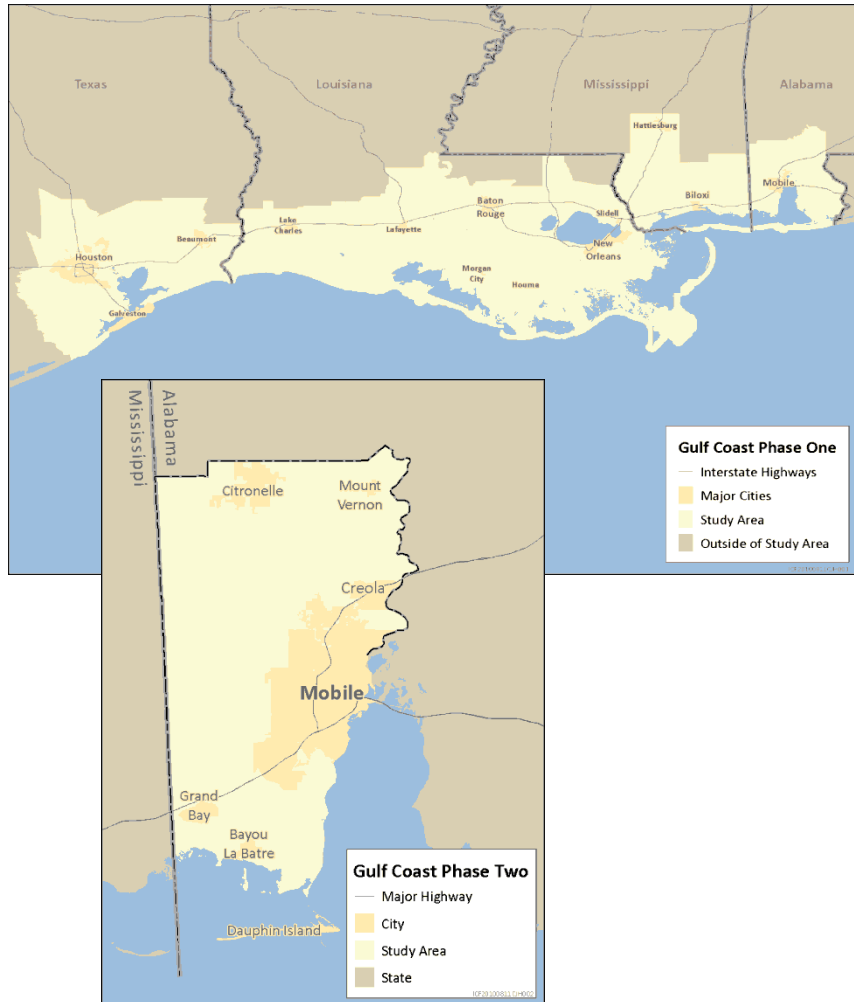 Texas
Louisiana
Mississippi
Alabama
Hattiesburg
Mobile
Biloxi
Baton
Rouge
Slidell
Lake
Charles
Lafayette
Beaumont
New
Orleans
Houston
Morgan
City
Houma
Galveston
Gulf Coast Phase One
Interstate Highways
Major Cities
Study Area
Outside of Study Area
Alabama
Mississippi
Citronelle
Mount
Vernon
Creola
Mobile
Grand
Bay
Bayou
La Batre
Dauphin Island
Gulf Coast Phase Two
Major Highway
City
Study Area
State